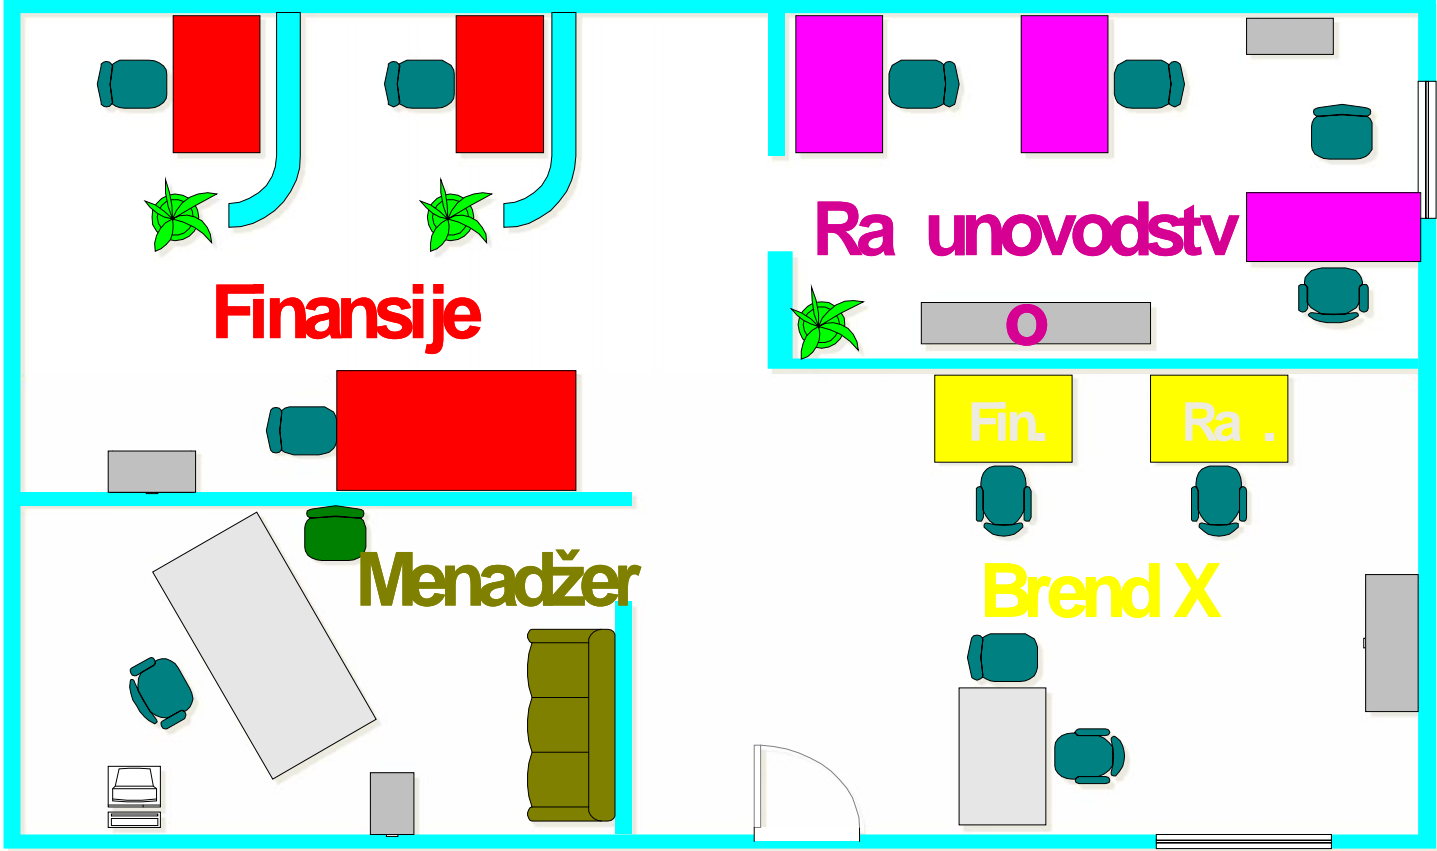 Ra unovodstv
o
Finansije
Fin.
Ra .
Menadžer
Brend X